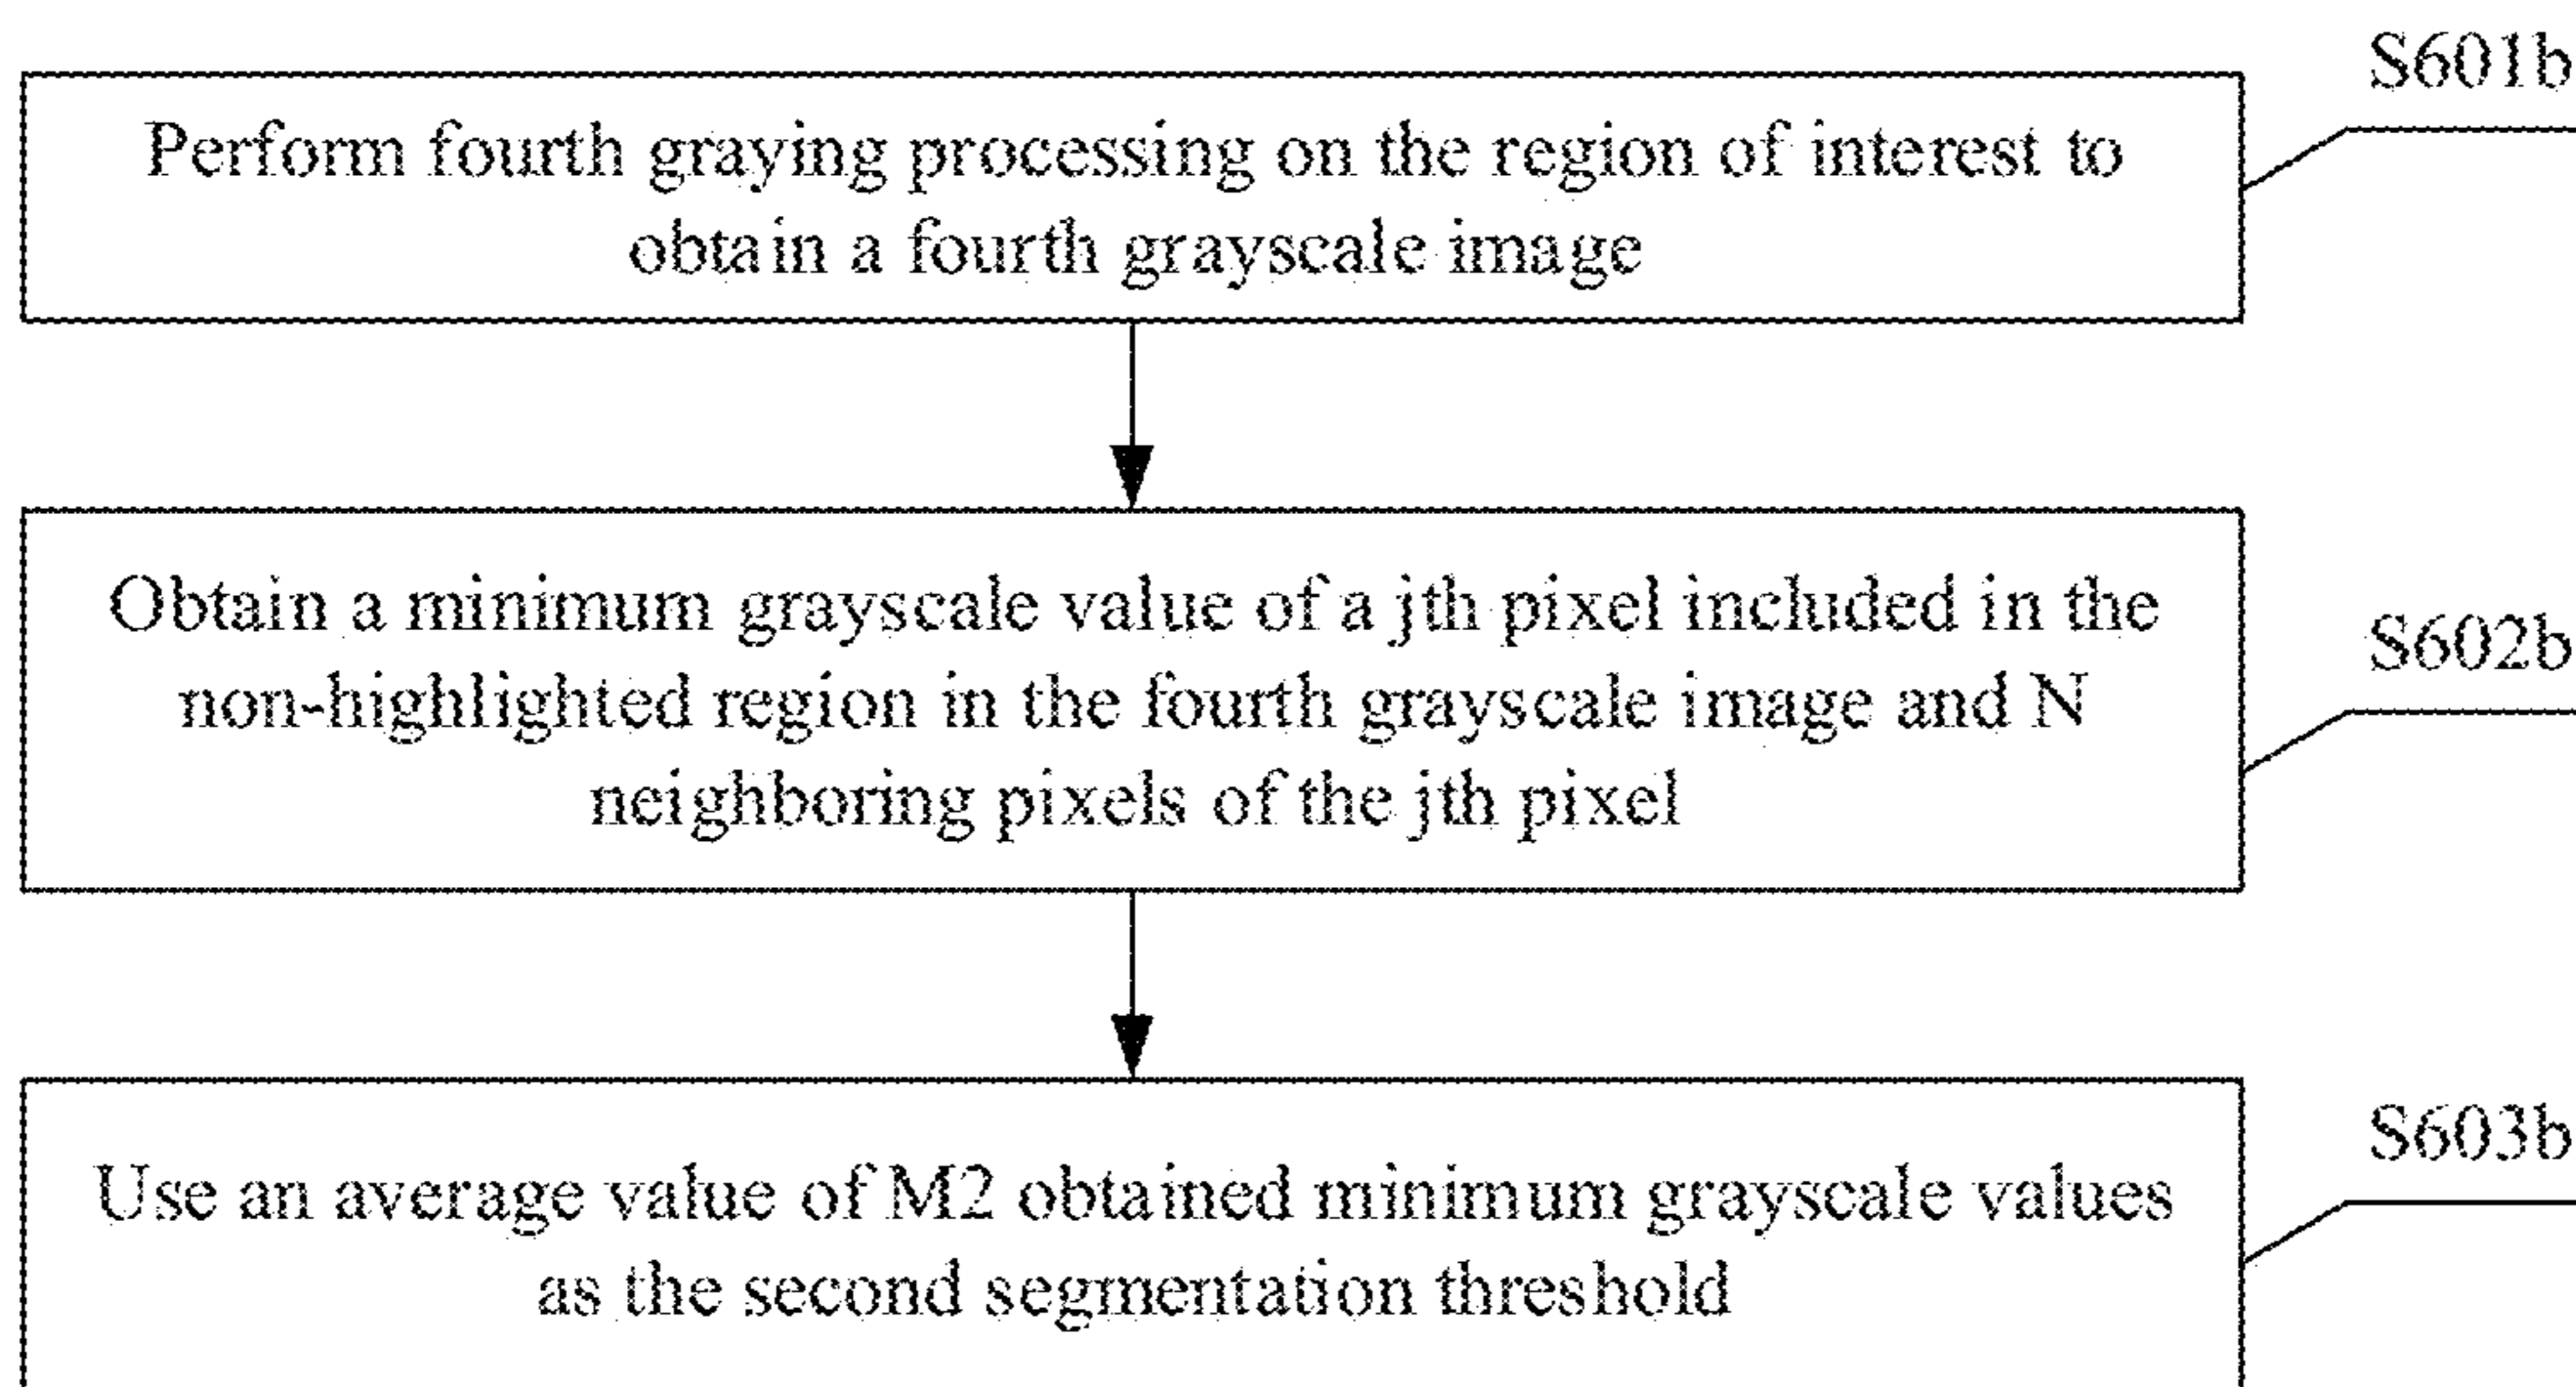 S601b
Perform fourth graying processing on the region of interest to
obtain a fourth grayscale image
Obtain a minimum grayscale value of a jth pixel included in the
non-highlighted region in the fourth grayscale image and N
neighboring pixels of the jth pixel
S602b
Use an average value of M2 obtained minimum grayscale values
as the second segmentation threshold
S603b